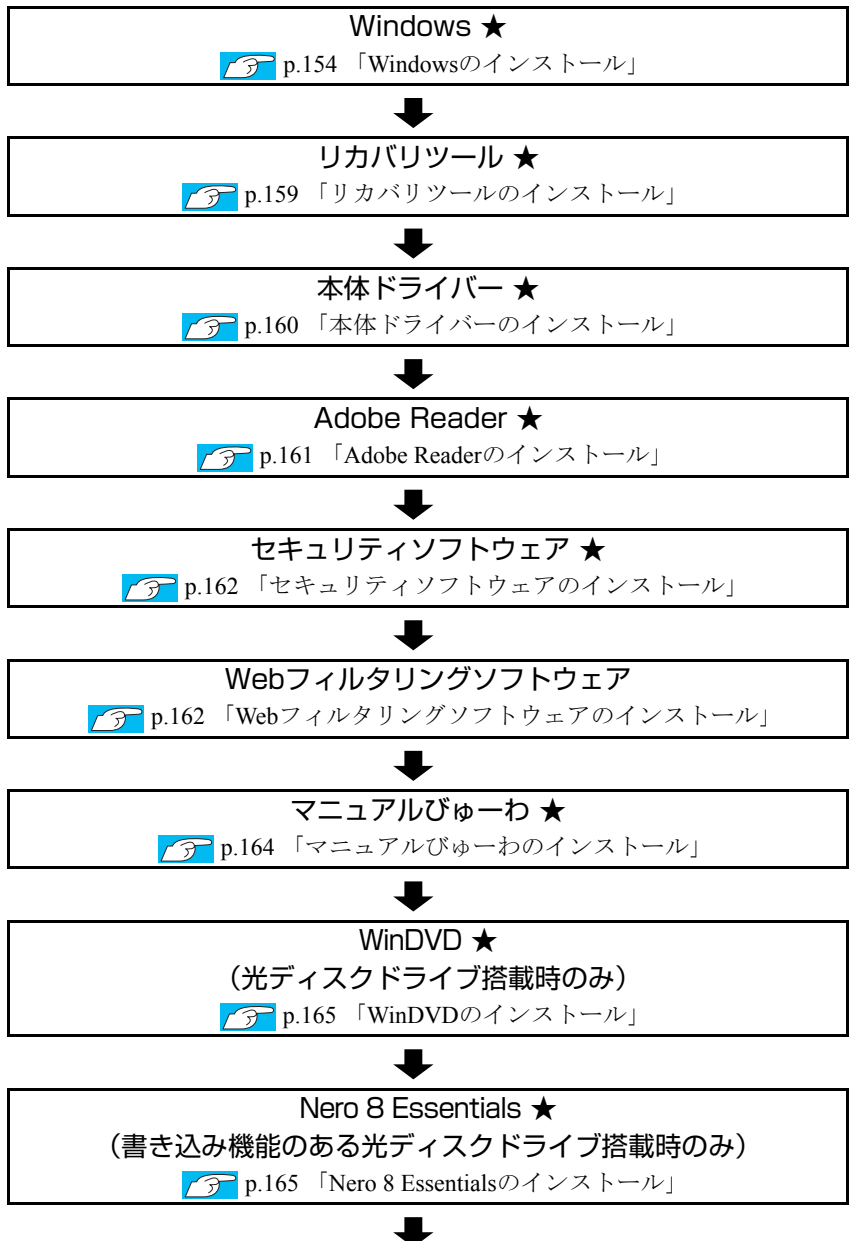 Windows ★
p.154 「Windowsのインストール」
リカバリツール ★
p.159 「リカバリツールのインストール」
本体ドライバー ★
p.160 「本体ドライバーのインストール」
Adobe Reader ★
p.161 「Adobe Readerのインストール」
セキュリティソフトウェア ★
p.162 「セキュリティソフトウェアのインストール」
Webフィルタリングソフトウェア
p.162 「Webフィルタリングソフトウェアのインストール」
マニュアルびゅーわ ★
p.164 「マニュアルびゅーわのインストール」
WinDVD ★
（光ディスクドライブ搭載時のみ）
p.165 「WinDVDのインストール」
Nero 8 Essentials ★
（書き込み機能のある光ディスクドライブ搭載時のみ）
p.165 「Nero 8 Essentialsのインストール」